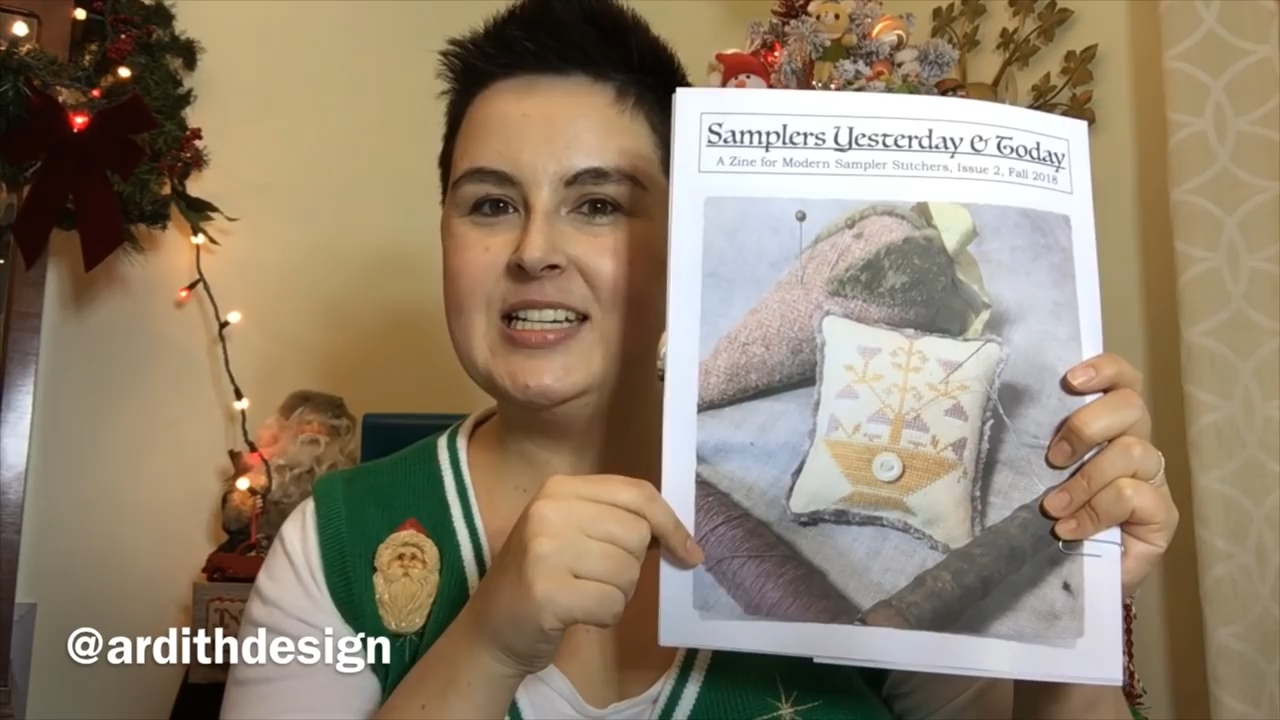 Samplers Yesterday & Today
A Zine for Modern Sampler Stitchers, Issue 2, Fall 2018
@ardithdesign